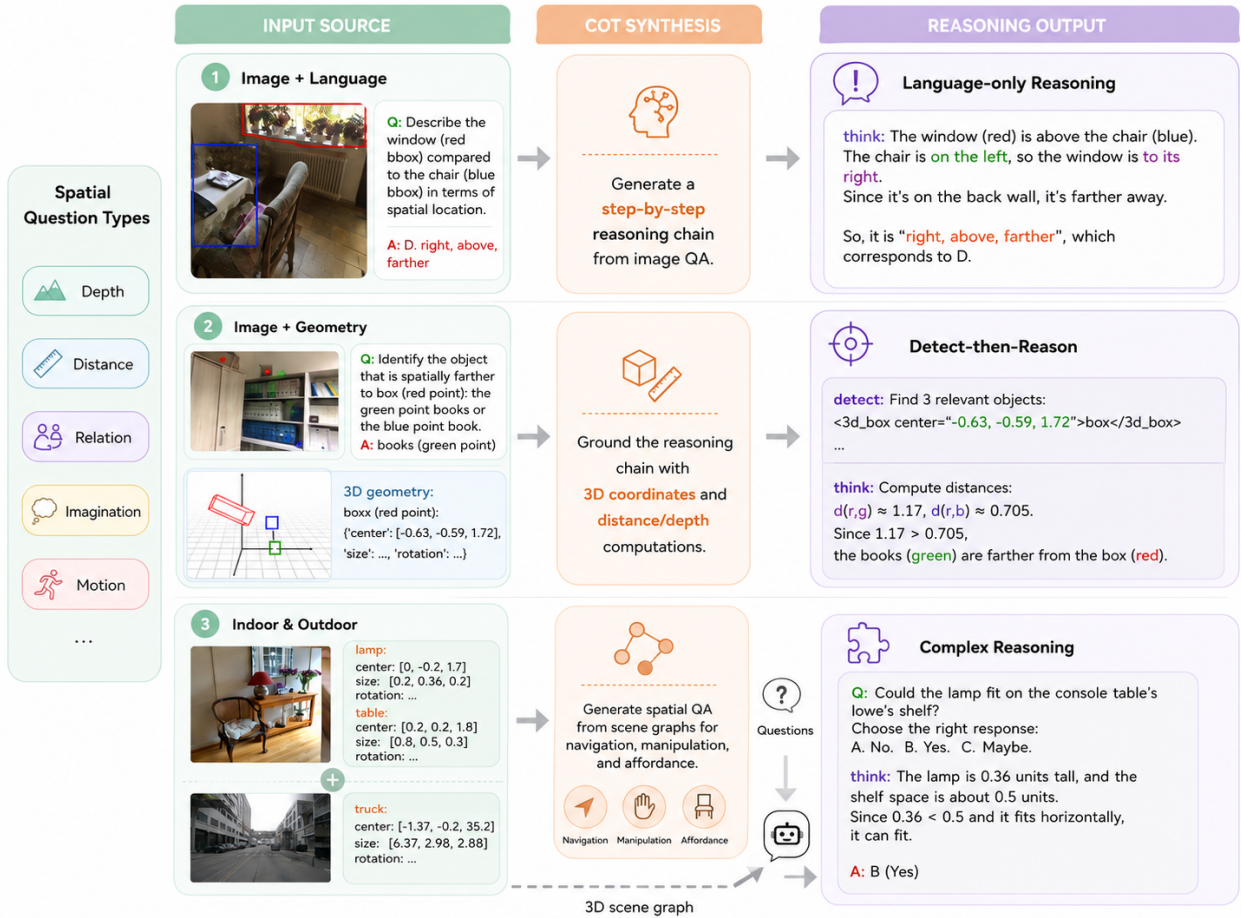 INPUT SOURCE
COT SYNTHESIS
REASONING OUTPUT
Spatial
Question Types
Depth
Distance
Relation
Imagination
Motion
...
1
Image + Language
Q: Describe the
window (red
bbox) compared
to the chair (blue
bbox) in terms of
spatial location.
A: D. right, above,
farther
Generate a
step-by-step
reasoning chain
from image QA.
Language-only Reasoning
think: The window (red) is above the chair (blue).
The chair is on the left, so the window is to its
right.
Since it's on the back wall, it's farther away.
So, it is "right, above, farther", which
corresponds to D.
2
Image + Geometry
Q: Identify the object
that is spatially farther
to box (red point): the
green point books or
the blue point book.
A: books (green point)
3D geometry:
boxx (red point):
{'center': [-0.63, -0.59, 1.72],
'size': ..., 'rotation': ...}
Ground the reasoning
chain with
3D coordinates and
distance/depth
computations.
Detect-then-Reason
detect: Find 3 relevant objects:
<3d_box center="-0.63, -0.59, 1.72">box</3d_box>
...
think: Compute distances:
d(r,g) ≈ 1.17, d(r,b) ≈ 0.705.
Since 1.17 > 0.705,
the books (green) are farther from the box (red).
3
Indoor & Outdoor
lamp:
center: [0, -0.2, 1.7]
size: [0.2, 0.36, 0.2]
rotation: ...
table:
center: [0.2, 0.2, 1.8]
size: [0.8, 0.5, 0.3]
rotation: ...
+
truck:
center: [-1.37, -0.2, 35.2]
size: [6.37, 2.98, 2.88]
rotation: ...
Generate spatial QA
from scene graphs for
navigation, manipulation,
and affordance.
Navigation
Manipulation
Affordance
?
Questions
3D scene graph
Complex Reasoning
Q: Could the lamp fit on the console table's
lowe's shelf?
Choose the right response:
A. No. B. Yes. C. Maybe.
think: The lamp is 0.36 units tall, and the
shelf space is about 0.5 units.
Since 0.36 < 0.5 and it fits horizontally,
it can fit.
A: B (Yes)